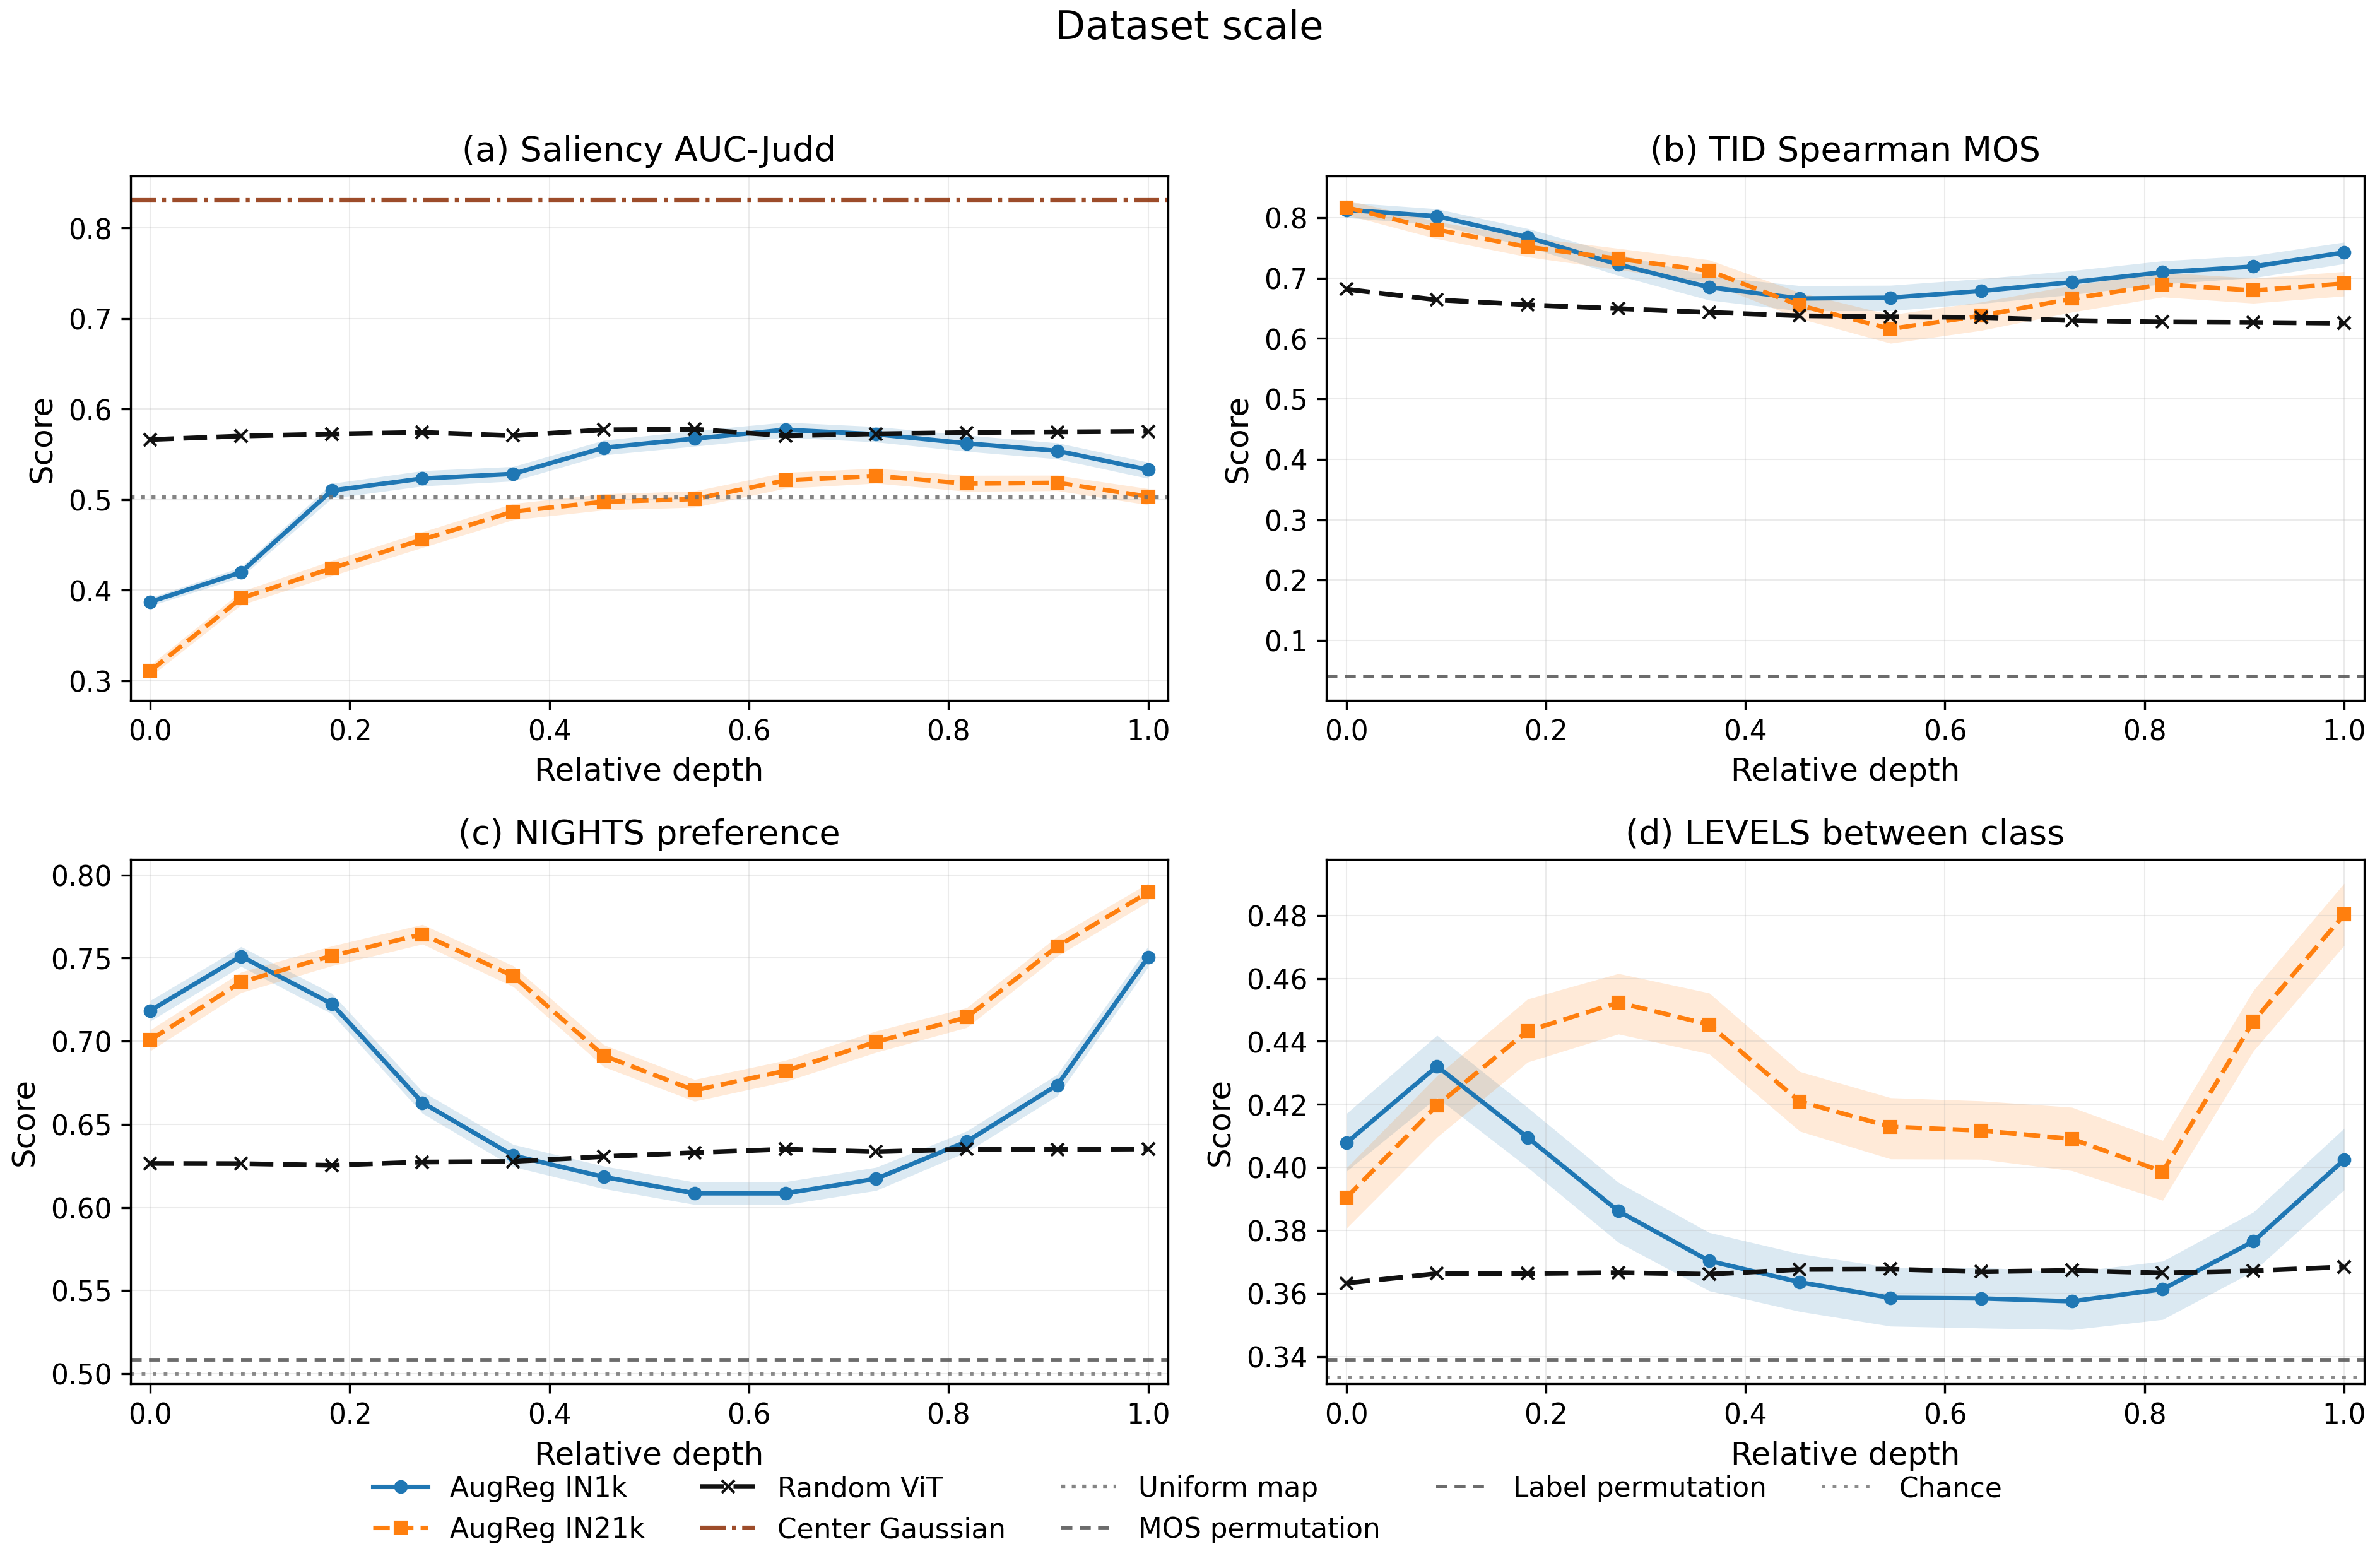 Dataset scale
(a) Saliency AUC-Judd
Score
0.8
0.7
0.6
0.5
0.4
0.3
0.0 0.2 0.4 0.6 0.8 1.0
Relative depth
(b) TID Spearman MOS
Score
0.8
0.7
0.6
0.5
0.4
0.3
0.2
0.1
0.0 0.2 0.4 0.6 0.8 1.0
Relative depth
(c) NIGHTS preference
Score
0.80
0.75
0.70
0.65
0.60
0.55
0.50
0.0 0.2 0.4 0.6 0.8 1.0
Relative depth
(d) LEVELS between class
Score
0.48
0.46
0.44
0.42
0.40
0.38
0.36
0.34
0.0 0.2 0.4 0.6 0.8 1.0
Relative depth
AugReg IN1k Random ViT Uniform map Label permutation Chance
AugReg IN21k Center Gaussian MOS permutation